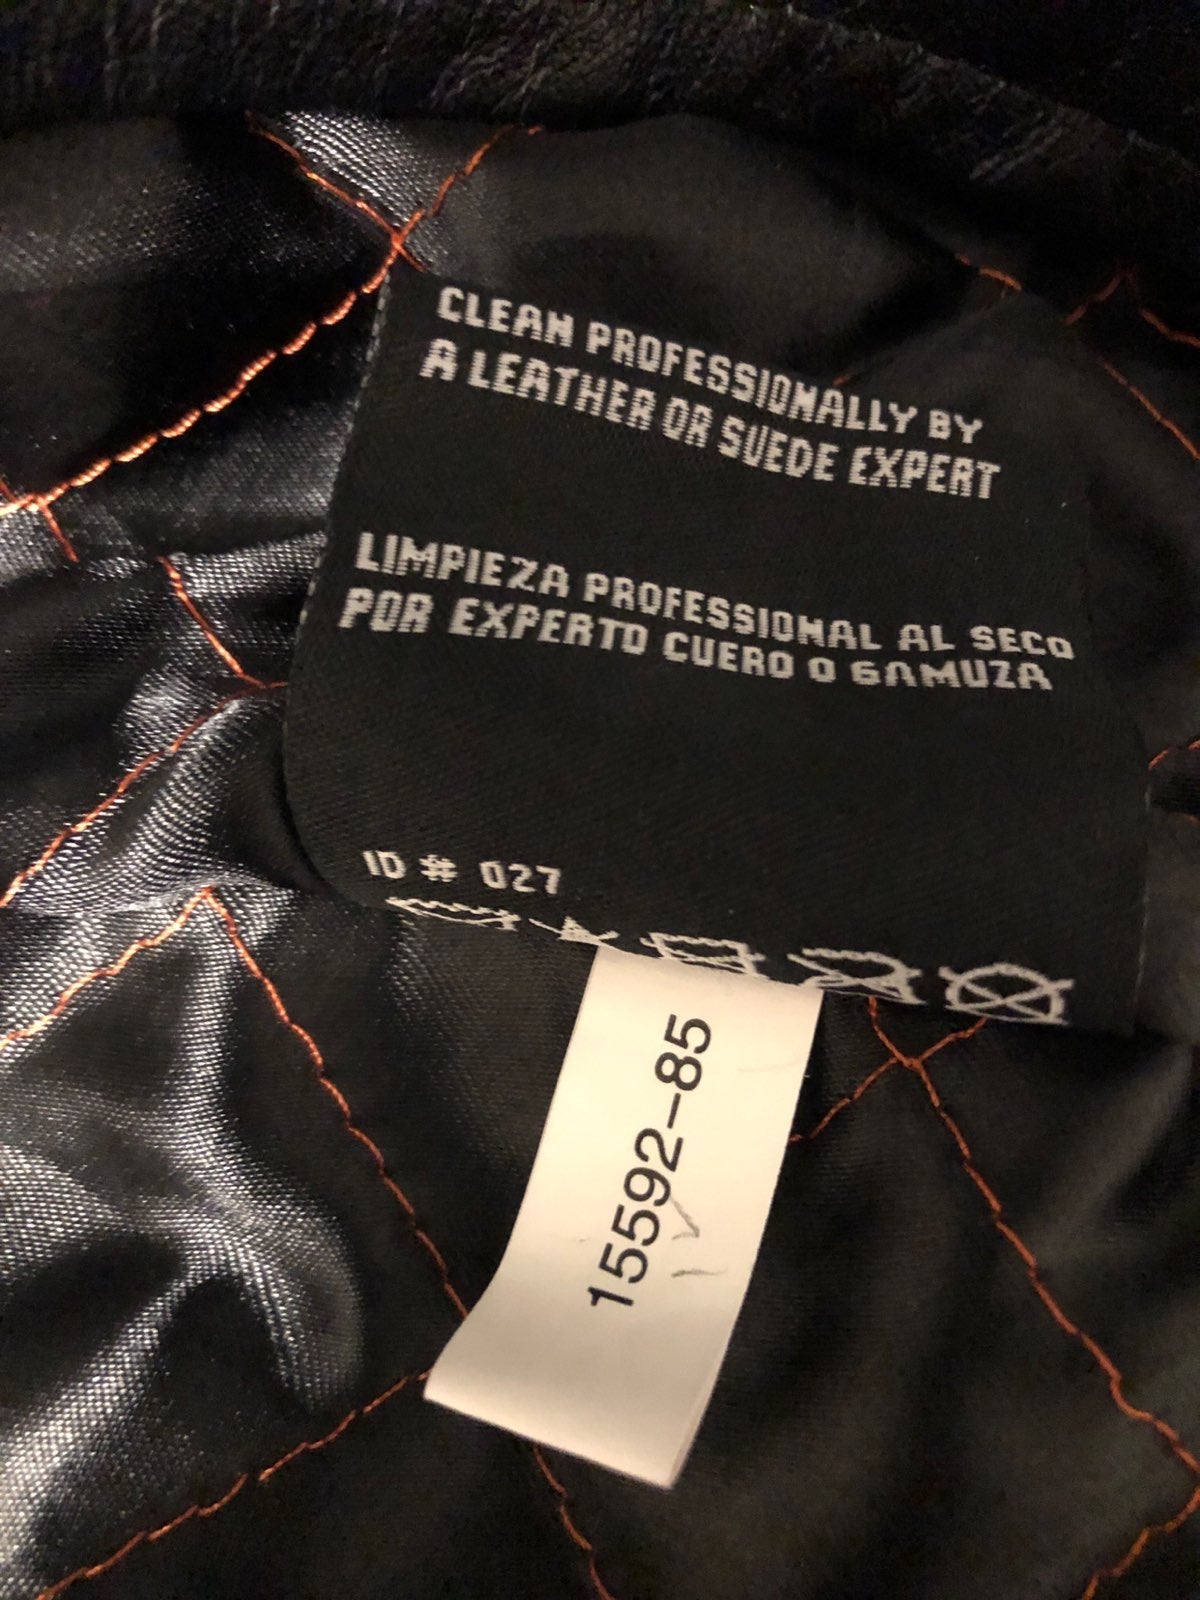 CLEAN PROFESSIONALLY BY
A LEATHER OR SUEDE EXPERT
LIMPIEZA PROFESSIONAL AL SECO
POR EXPERTO CUERO O GAMUZA
ID # 027
15592-85